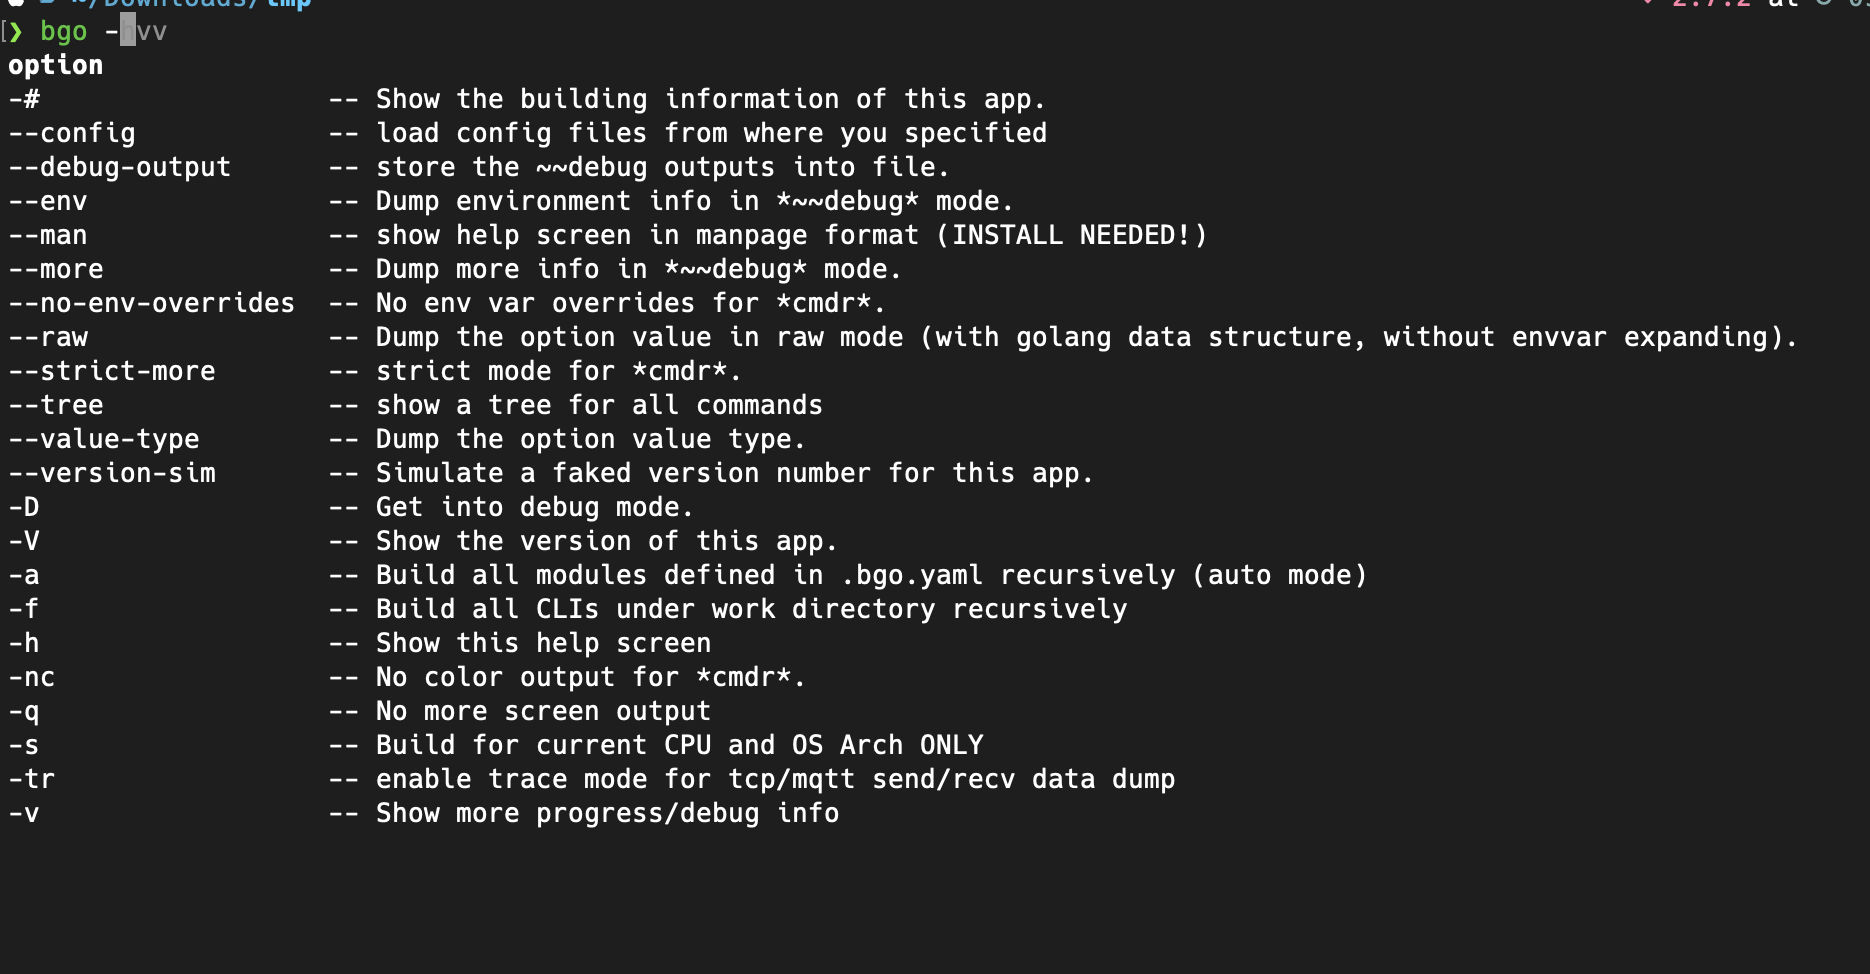 ~/Downloads/tmp 2.7.2 at
❯ bgo -hvv
option
-# -- Show the building information of this app.
--config -- load config files from where you specified
--debug-output -- store the ~~debug outputs into file.
--env -- Dump environment info in *~~debug* mode.
--man -- show help screen in manpage format (INSTALL NEEDED!)
--more -- Dump more info in *~~debug* mode.
--no-env-overrides -- No env var overrides for *cmdr*.
--raw -- Dump the option value in raw mode (with golang data structure, without envvar expanding).
--strict-more -- strict mode for *cmdr*.
--tree -- show a tree for all commands
--value-type -- Dump the option value type.
--version-sim -- Simulate a faked version number for this app.
-D -- Get into debug mode.
-V -- Show the version of this app.
-a -- Build all modules defined in .bgo.yaml recursively (auto mode)
-f -- Build all CLIs under work directory recursively
-h -- Show this help screen
-nc -- No color output for *cmdr*.
-q -- No more screen output
-s -- Build for current CPU and OS Arch ONLY
-tr -- enable trace mode for tcp/mqtt send/recv data dump
-v -- Show more progress/debug info